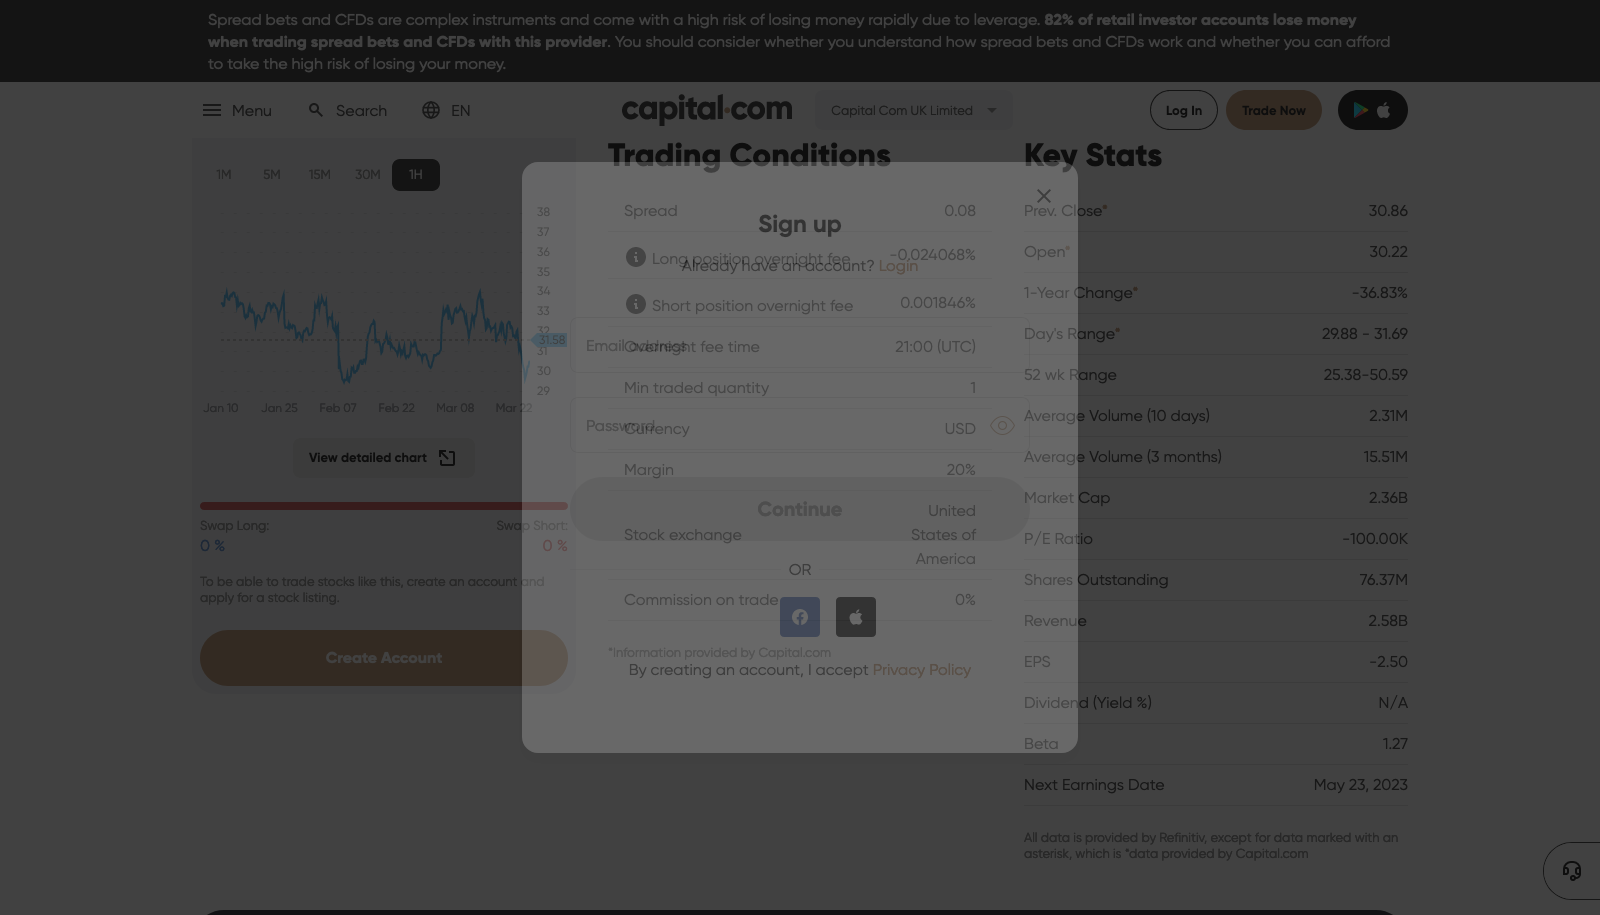 Spread bets and CFDs are complex instruments and come with a high risk of losing money rapidly due to leverage. 82% of retail investor accounts lose money
when trading spread bets and CFDs with this provider. You should consider whether you understand how spread bets and CFDs work and whether you can afford
to take the high risk of losing your money.
Menu
Search
EN
capital.com
Capital Com UK Limited
Log In
Trade Now
1M 5M 15M 30M 1H
38
37
36
35
34
33
32
31.58
31
30
29
Jan 10 Jan 25 Feb 07 Feb 22 Mar 08 Mar 22
View detailed chart
Swap Long: Swap Short:
0 % 0 %
To be able to trade stocks like this, create an account and
apply for a stock listing.
Create Account
Trading Conditions
Spread 0.08
Long position overnight fee -0.024068%
Short position overnight fee 0.001846%
Overnight fee time 21:00 (UTC)
Min traded quantity 1
Currency USD
Margin 20%
Stock exchange United
States of
America
Commission on trade 0%
*Information provided by Capital.com
Sign up
Already have an account? Login
Email address
Password
Continue
OR
By creating an account, I accept Privacy Policy
Key Stats
Prev. Close* 30.86
Open* 30.22
1-Year Change* -36.83%
Day's Range* 29.88 - 31.69
52 wk Range 25.38-50.59
Average Volume (10 days) 2.31M
Average Volume (3 months) 15.51M
Market Cap 2.36B
P/E Ratio -100.00K
Shares Outstanding 76.37M
Revenue 2.58B
EPS -2.50
Dividend (Yield %) N/A
Beta 1.27
Next Earnings Date May 23, 2023
All data is provided by Refinitiv, except for data marked with an
asterisk, which is *data provided by Capital.com